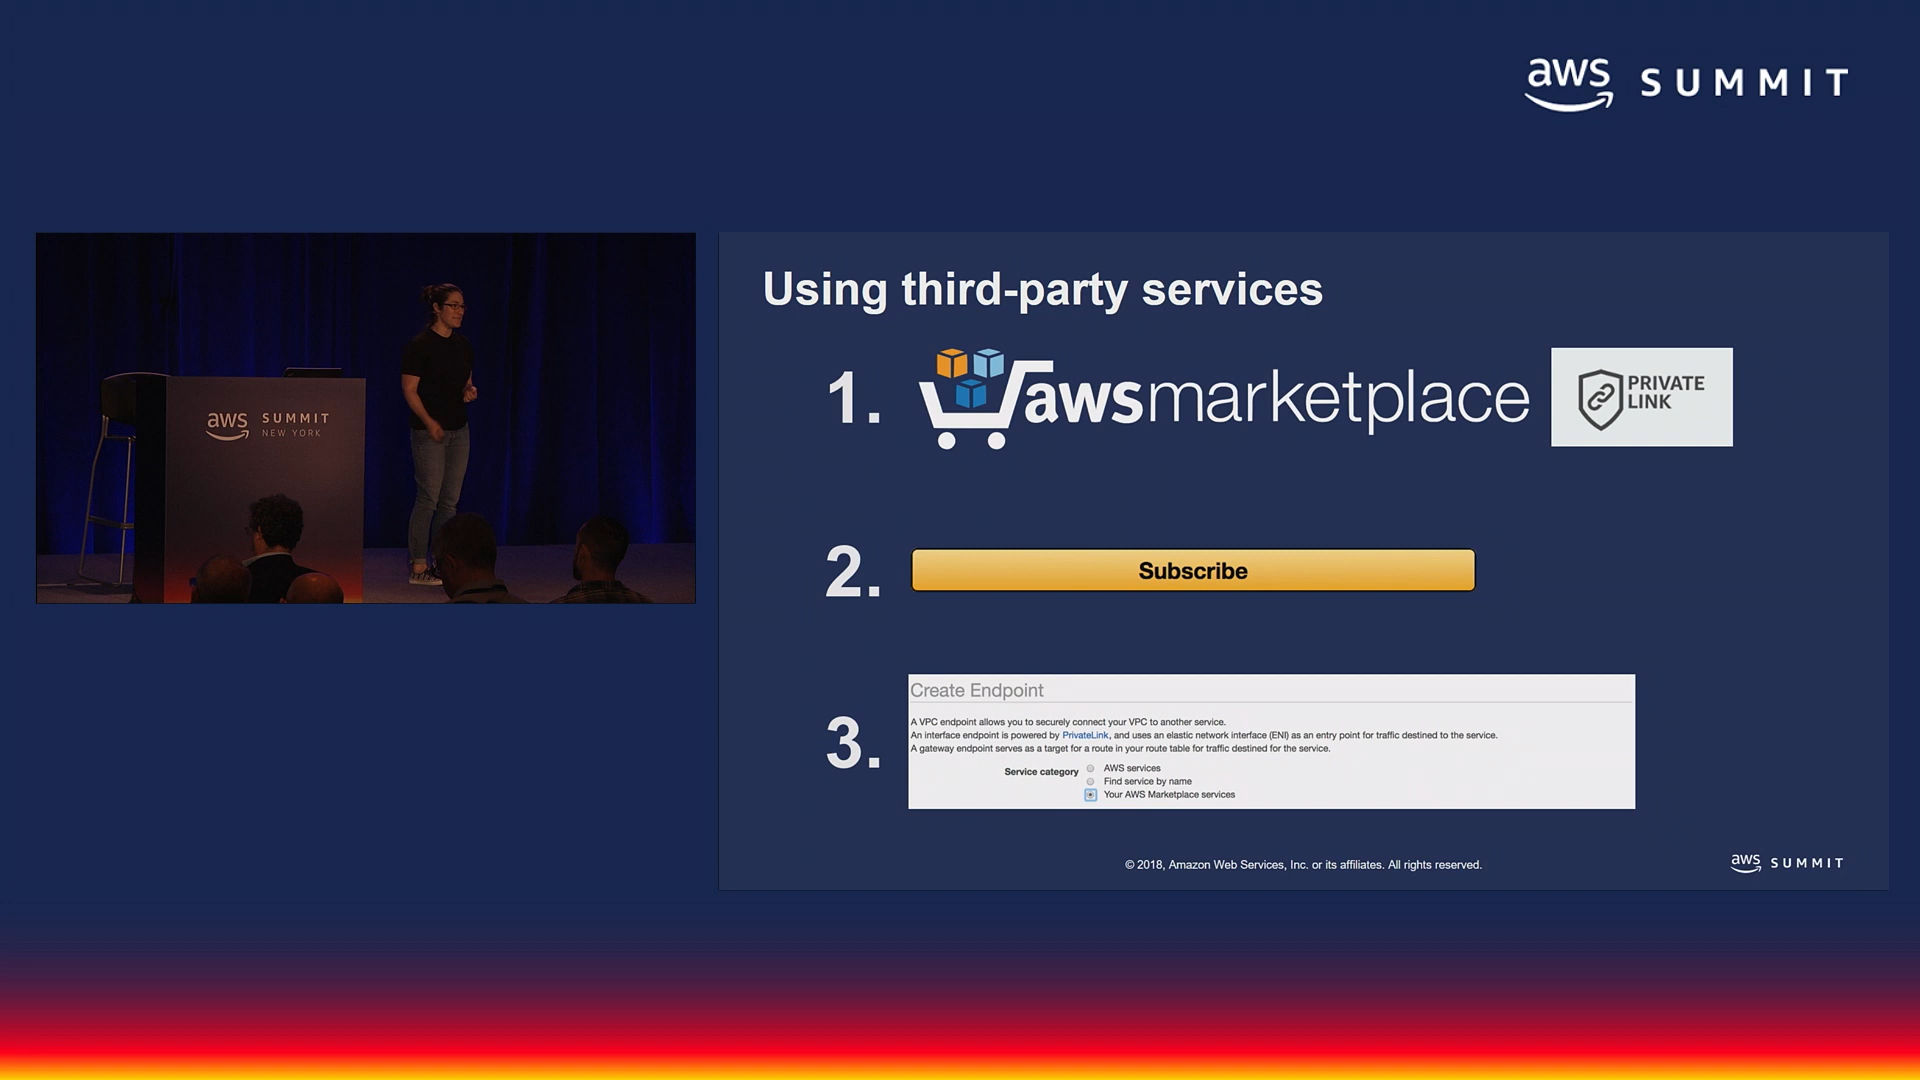 aws SUMMIT
aws SUMMIT
NEW YORK
Using third-party services
1. aws marketplace
PRIVATE
LINK
2. Subscribe
3.
Create Endpoint
A VPC endpoint allows you to securely connect your VPC to another service.
An interface endpoint is powered by PrivateLink, and uses an elastic network interface (ENI) as an entry point for traffic destined to the service.
A gateway endpoint serves as a target for a route in your route table for traffic destined for the service.
Service category
AWS services
Find service by name
Your AWS Marketplace services
© 2018, Amazon Web Services, Inc. or its affiliates. All rights reserved.
aws SUMMIT